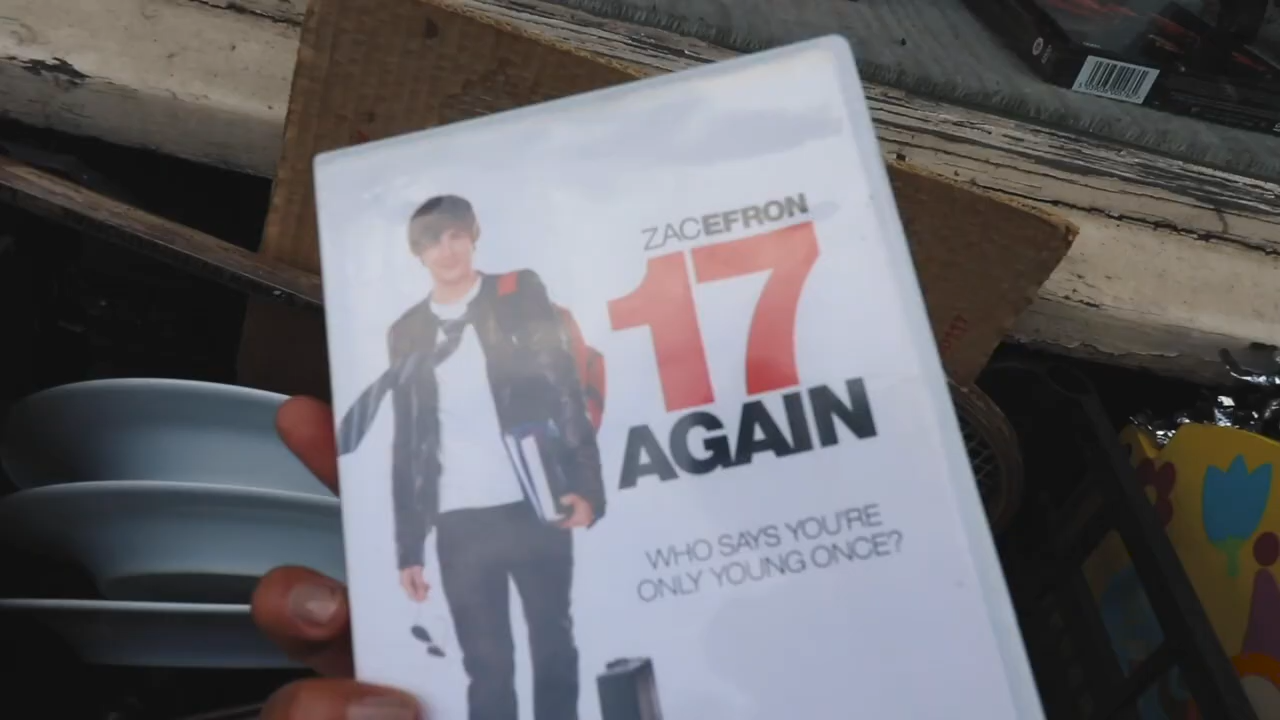 ZACEFRON
17
AGAIN
WHO SAYS YOU'RE
ONLY YOUNG ONCE?